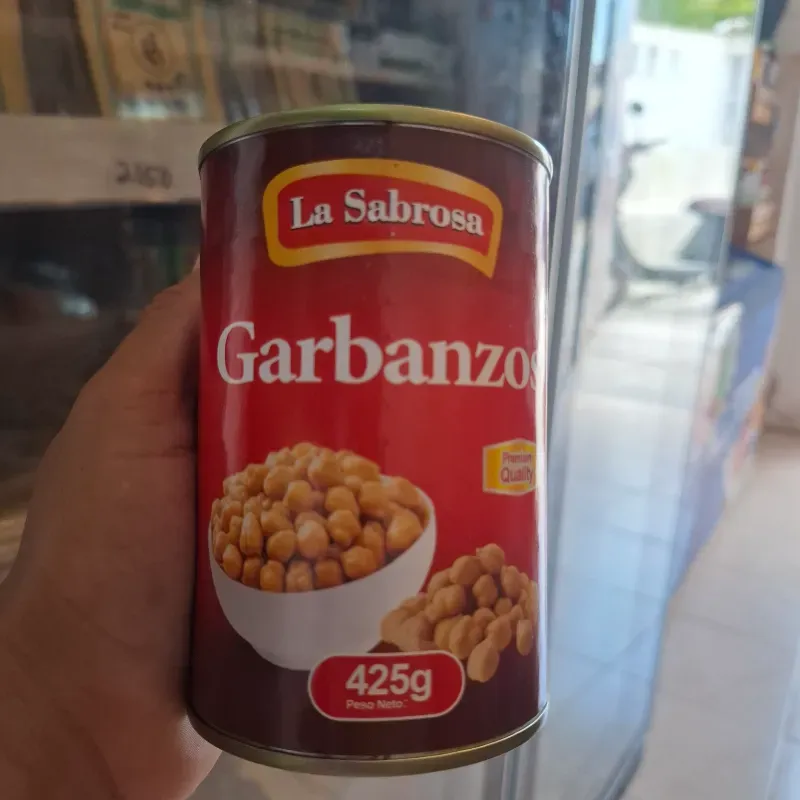 La Sabrosa
Garbanzos
Premium
Quality
425g
Peso Neto: